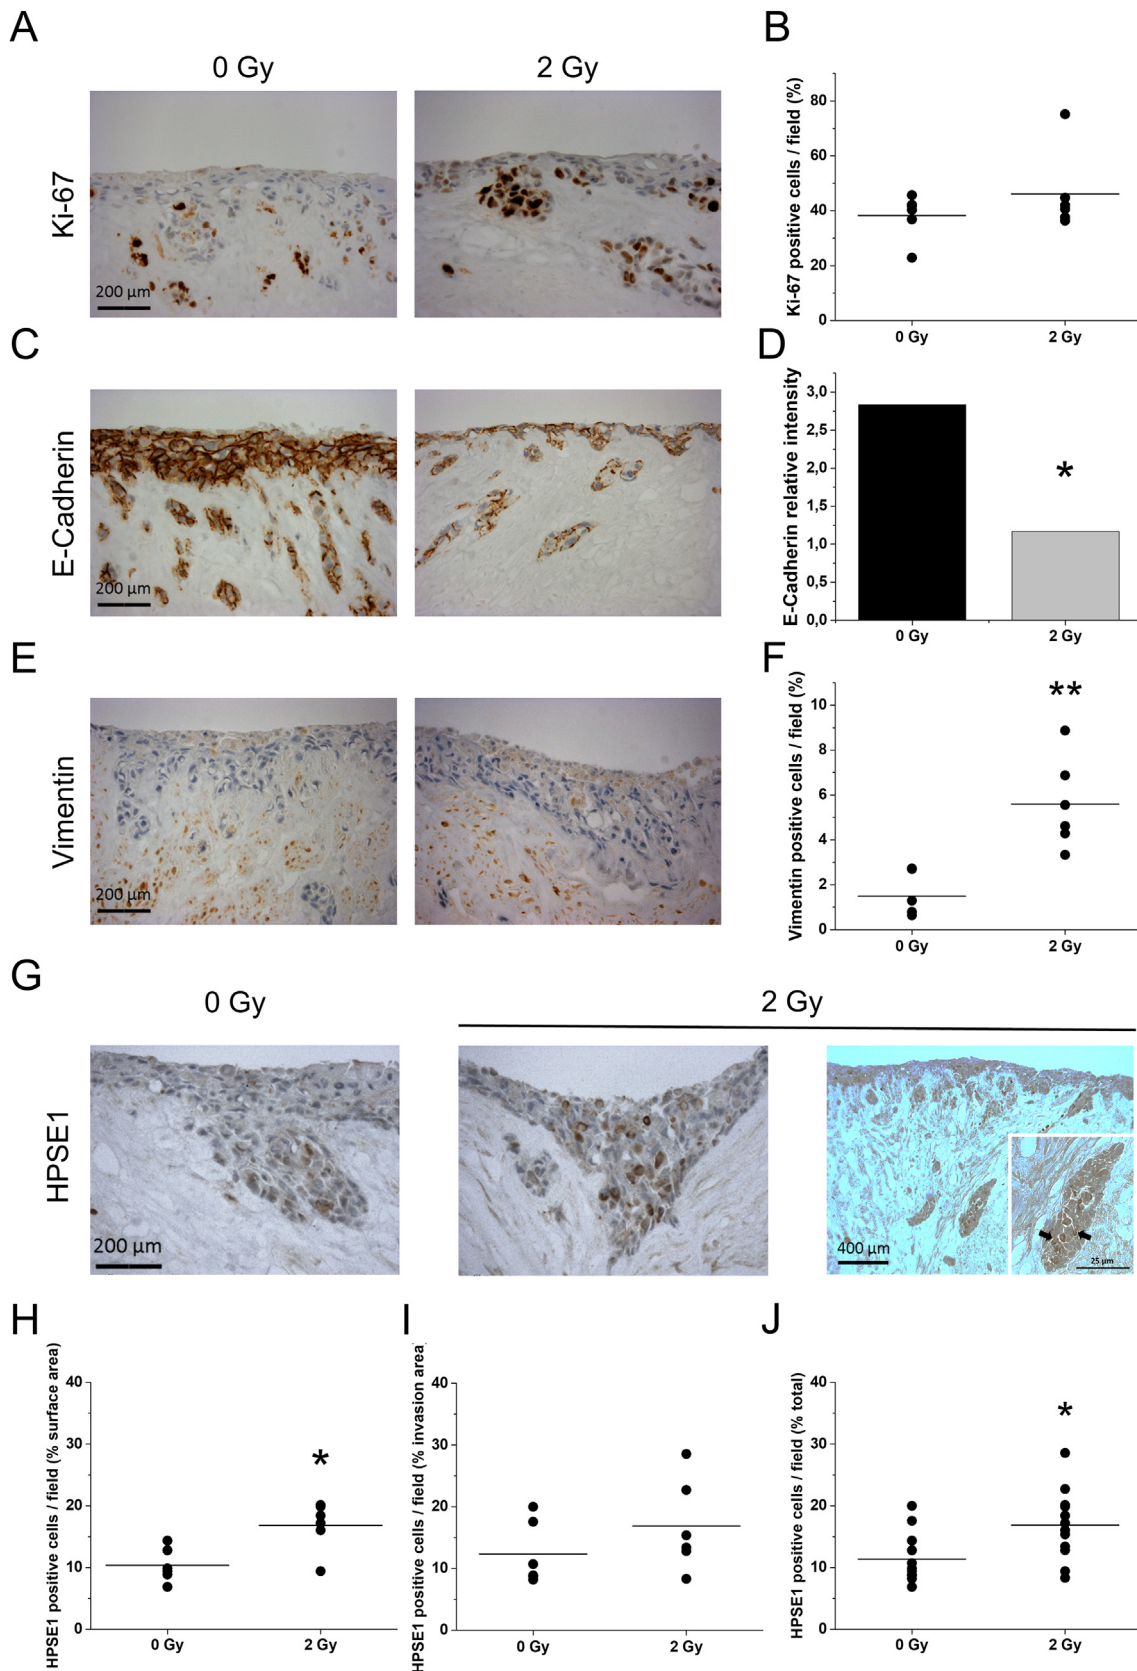 A
B
0 Gy
2 Gy
Ki-67
200 µm
Ki-67 positive cells / field (%)
80
60
40
20
0
0 Gy
2 Gy
C
D
E-Cadherin
200 µm
E-Cadherin relative intensity
3,0
2,5
2,0
1,5
1,0
0,5
0,0
*
0 Gy
2 Gy
E
F
Vimentin
200 µm
Vimentin positive cells / field (%)
10
8
6
4
2
0
**
0 Gy
2 Gy
G
0 Gy
2 Gy
HPSE1
200 µm
400 µm
25 µm
H
I
J
HPSE1 positive cells / field (% surface area)
40
30
20
10
0
*
0 Gy
2 Gy
HPSE1 positive cells / field (% invasion area)
40
30
20
10
0
0 Gy
2 Gy
HPSE1 positive cells / field (% total)
40
30
20
10
0
*
0 Gy
2 Gy